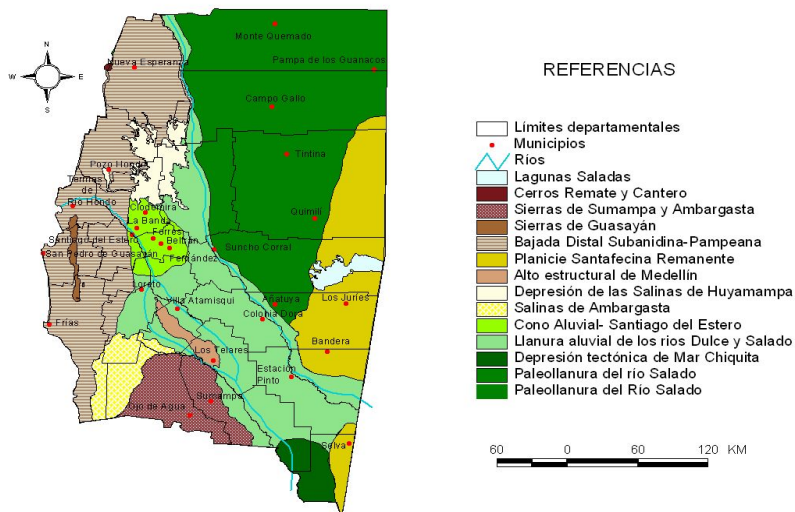 Monte Quemado
N
Nueva Esperanza
Pampa de los Guanacos
W
E
S
Campo Gallo
Pozo Hondo
Tintina
Termas
de
Río Hondo
Clodomira
La Banda
Quimili
Forres
Santiago del Estero
Beltrán
Suncho Corral
San Pedro de Guasayán
Fernández
Loreto
Villa Atamisqui
Añatuya
Los Juríes
Colonia Dora
Frías
Bandera
Los Telares
Estación
Pinto
Sumampa
Ojo de Agua
Selva
REFERENCIAS
Límites departamentales
Municipios
Ríos
Lagunas Saladas
Cerros Remate y Cantero
Sierras de Sumampa y Ambargasta
Sierras de Guasayán
Bajada Distal Subanidina-Pampeana
Planicie Santafecina Remanente
Alto estructural de Medellín
Depresión de las Salinas de Huyamampa
Salinas de Ambargasta
Cono Aluvial- Santiago del Estero
Llanura aluvial de los rios Dulce y Salado
Depresión tectónica de Mar Chiquita
Paleollanura del río Salado
Paleollanura del Río Salado
60 0 60 120 KM